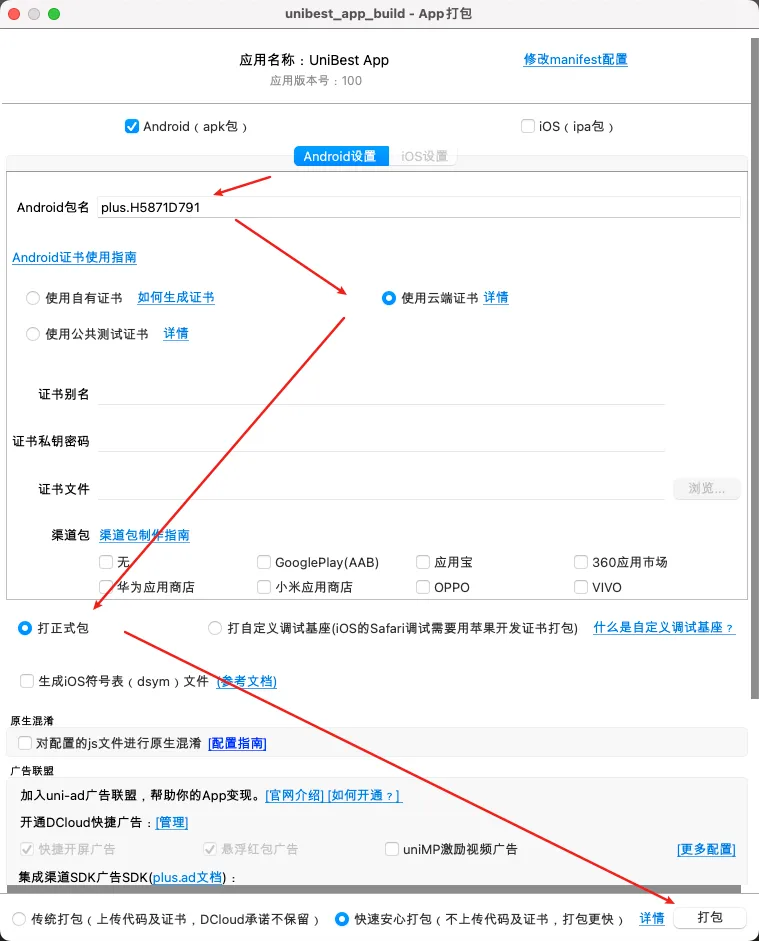 unibest_app_build - App打包
应用名称：UniBest App 修改manifest配置
应用版本号：100
Android（apk包） iOS（ipa包）
Android设置 iOS设置
Android包名 plus.H5871D791
Android证书使用指南
使用自有证书 如何生成证书 使用云端证书 详情
使用公共测试证书 详情
证书别名
证书私钥密码
证书文件 浏览...
渠道包 渠道包制作指南
无 GooglePlay(AAB) 应用宝 360应用市场
华为应用商店 小米应用商店 OPPO VIVO
打正式包 打自定义调试基座(iOS的Safari调试需要用苹果开发证书打包) 什么是自定义调试基座？
生成iOS符号表（dsym）文件 (参考文档)
原生混淆
对配置的js文件进行原生混淆 [配置指南]
广告联盟
加入uni-ad广告联盟，帮助你的App变现。[官网介绍] [如何开通？]
开通DCloud快捷广告：[管理]
快捷开屏广告 悬浮红包广告 uniMP激励视频广告 [更多配置]
集成渠道SDK广告SDK(plus.ad文档)：
传统打包（上传代码及证书，DCloud承诺不保留） 快速安心打包（不上传代码及证书，打包更快） 详情 打包